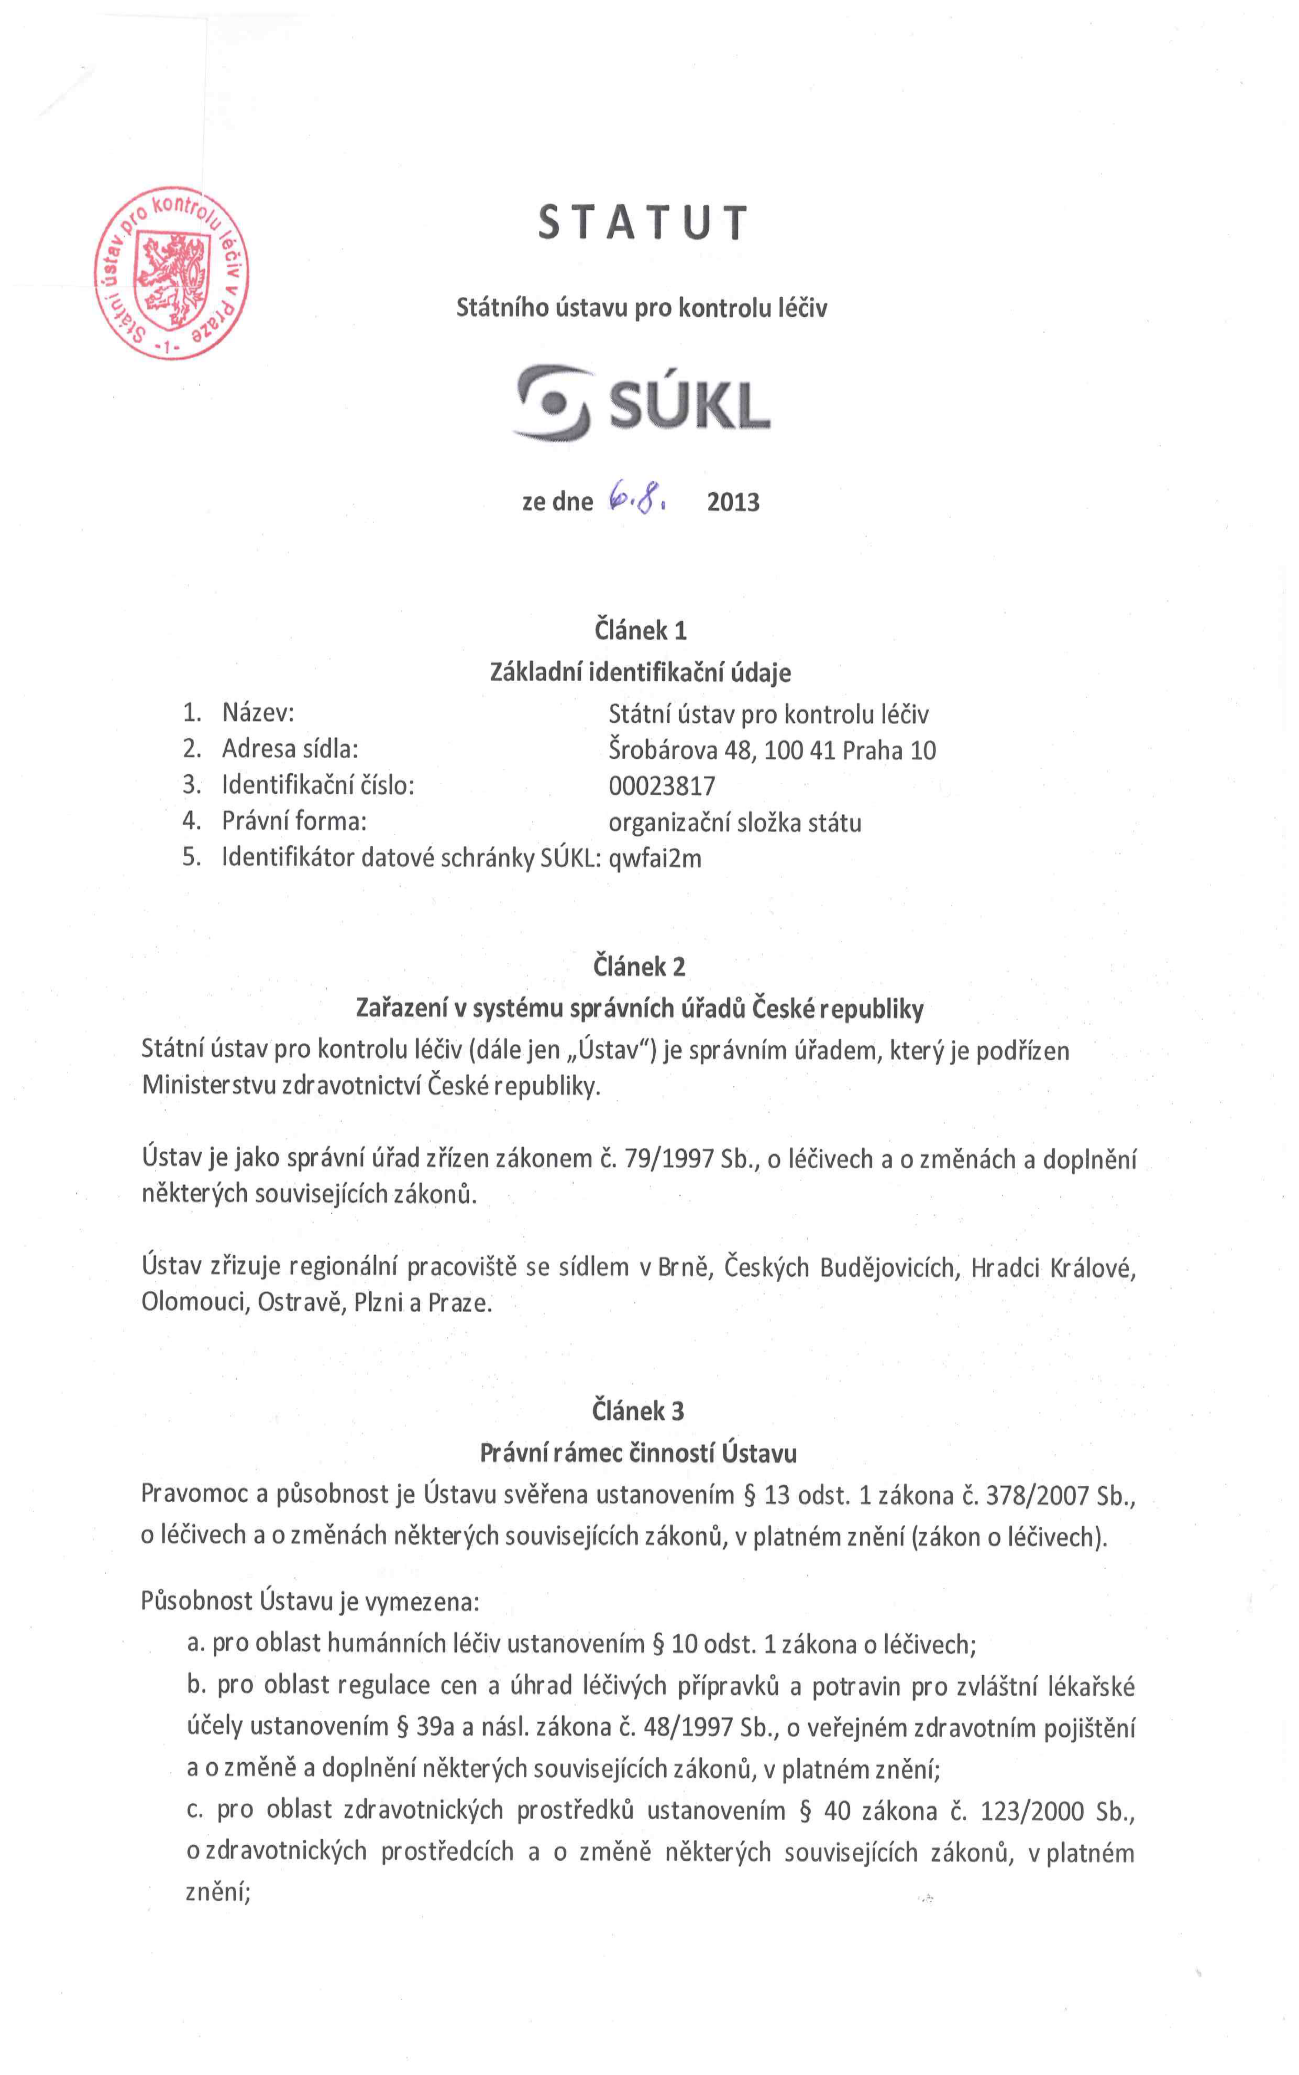 Státní ústav pro kontrolu léčiv v Praze
-1-
STATUT
Státního ústavu pro kontrolu léčiv
SÚKL
ze dne 6.8. 2013
Článek 1
Základní identifikační údaje
1. Název: Státní ústav pro kontrolu léčiv
2. Adresa sídla: Šrobárova 48, 100 41 Praha 10
3. Identifikační číslo: 00023817
4. Právní forma: organizační složka státu
5. Identifikátor datové schránky SÚKL: qwfai2m
Článek 2
Zařazení v systému správních úřadů České republiky
Státní ústav pro kontrolu léčiv (dále jen „Ústav“) je správním úřadem, který je podřízen
Ministerstvu zdravotnictví České republiky.
Ústav je jako správní úřad zřízen zákonem č. 79/1997 Sb., o léčivech a o změnách a doplnění
některých souvisejících zákonů.
Ústav zřizuje regionální pracoviště se sídlem v Brně, Českých Budějovicích, Hradci Králové,
Olomouci, Ostravě, Plzni a Praze.
Článek 3
Právní rámec činností Ústavu
Pravomoc a působnost je Ústavu svěřena ustanovením § 13 odst. 1 zákona č. 378/2007 Sb.,
o léčivech a o změnách některých souvisejících zákonů, v platném znění (zákon o léčivech).
Působnost Ústavu je vymezena:
a. pro oblast humánních léčiv ustanovením § 10 odst. 1 zákona o léčivech;
b. pro oblast regulace cen a úhrad léčivých přípravků a potravin pro zvláštní lékařské
účely ustanovením § 39a a násl. zákona č. 48/1997 Sb., o veřejném zdravotním pojištění
a o změně a doplnění některých souvisejících zákonů, v platném znění;
c. pro oblast zdravotnických prostředků ustanovením § 40 zákona č. 123/2000 Sb.,
o zdravotnických prostředcích a o změně některých souvisejících zákonů, v platném
znění;